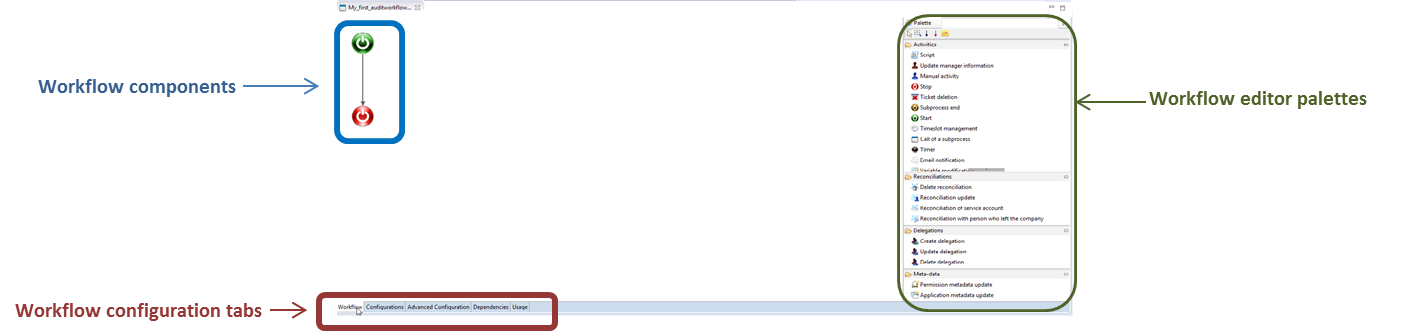 My_first_auditworkflow...
Palette
Activities
Script
Update manager information
Manual activity
Stop
Ticket deletion
Subprocess end
Start
Timeslot management
Call of a subprocess
Timer
Email notification
Variable modification
Reconciliations
Delete reconciliation
Reconciliation update
Reconciliation of service account
Reconciliation with person who left the company
Delegations
Create delegation
Update delegation
Delete delegation
Meta-data
Permission metadata update
Application metadata update
Workflow components
Workflow editor palettes
Workflow configuration tabs
Workflow Configurations Advanced Configuration Dependencies Usage